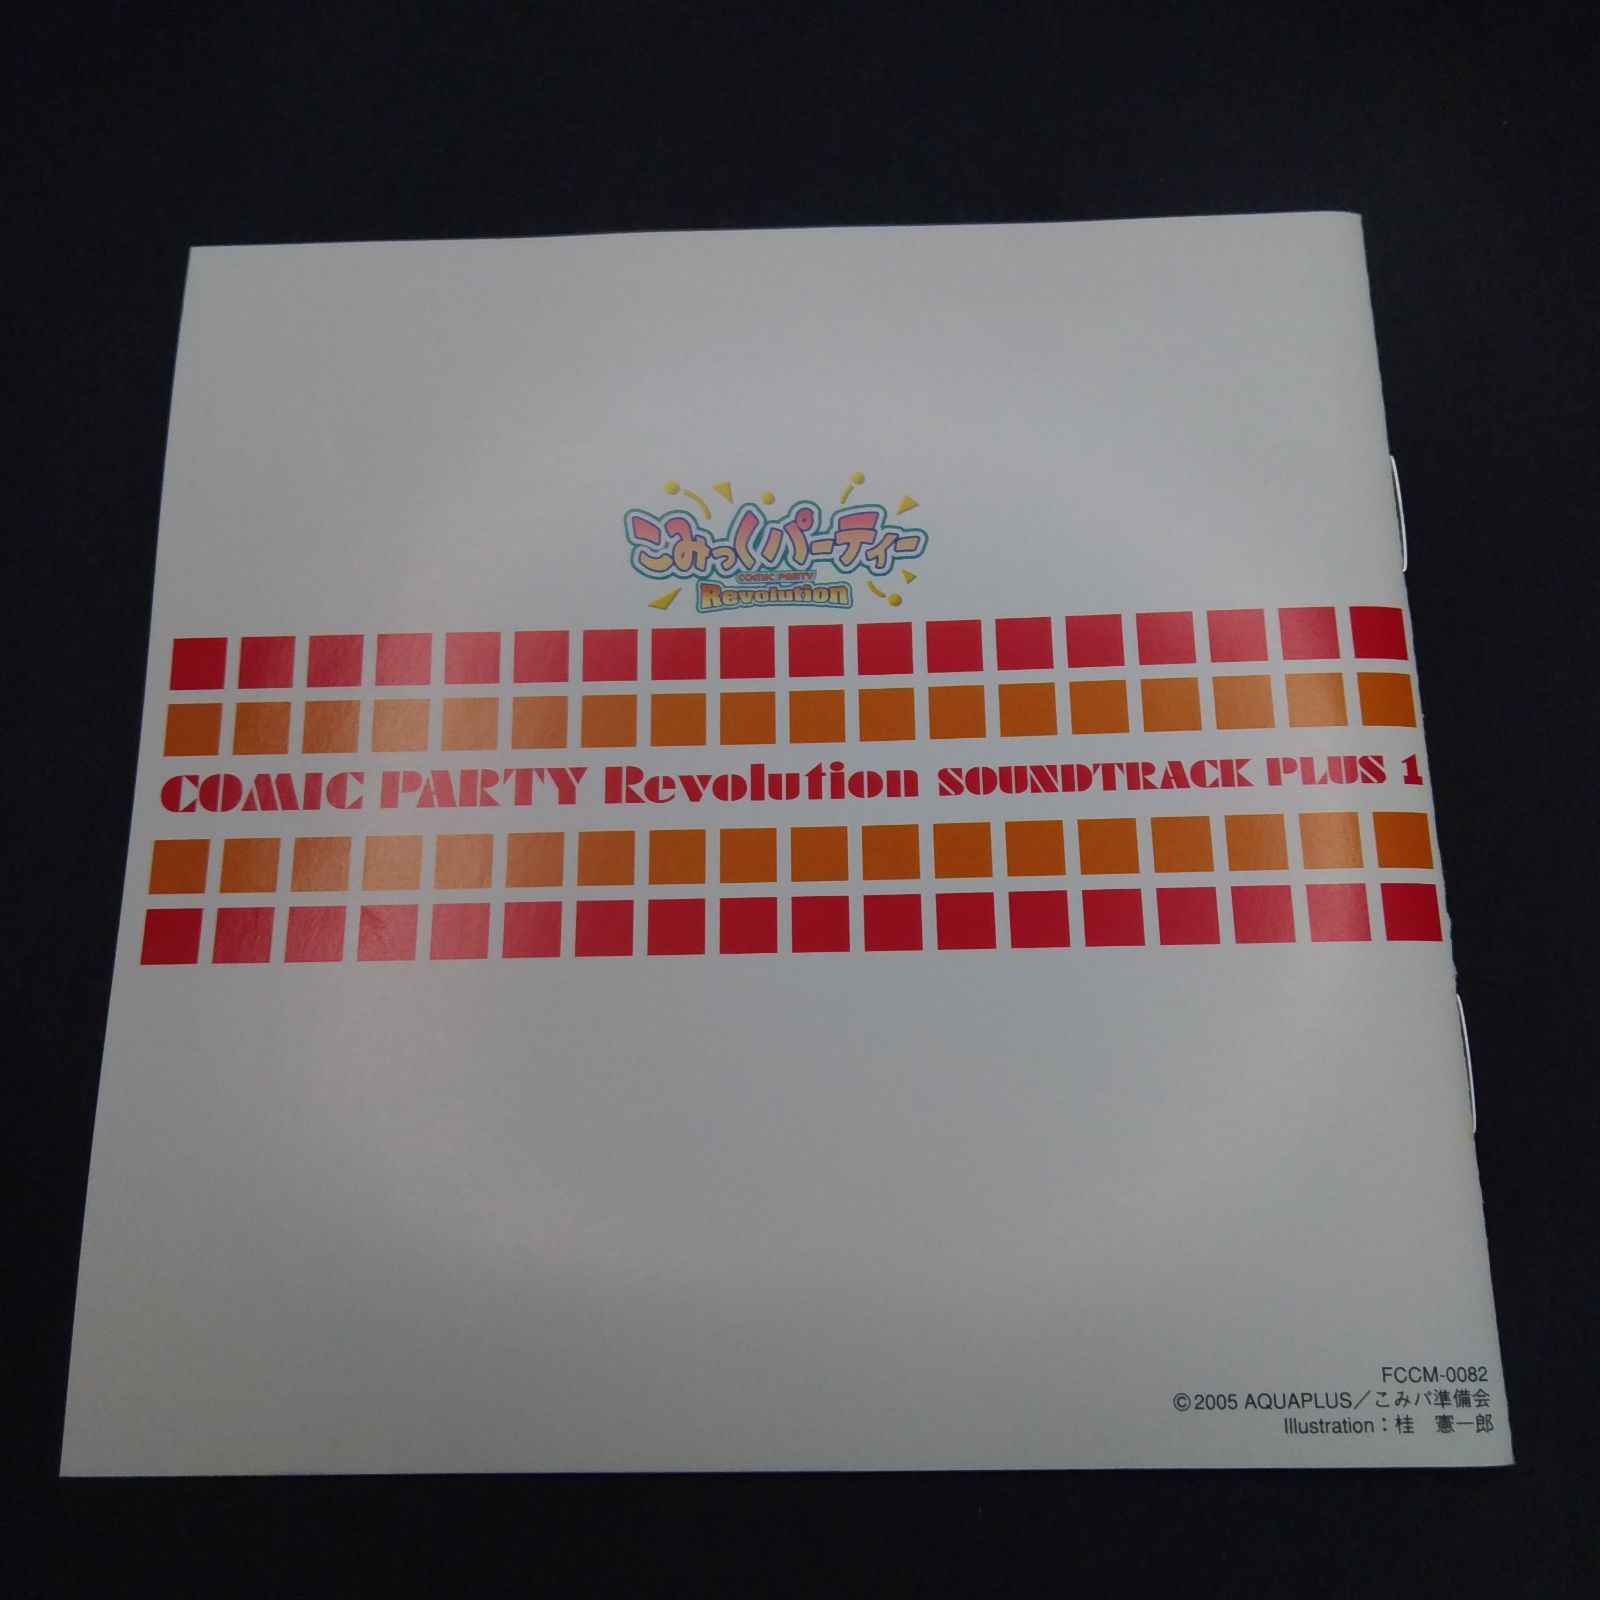 こみっくパーティー
COMIC PARTY
Revolution
COMIC PARTY Revolution SOUNDTRACK PLUS 1
FCCM-0082
©2005 AQUAPLUS／こみパ準備会
Illustration：桂　憲一郎